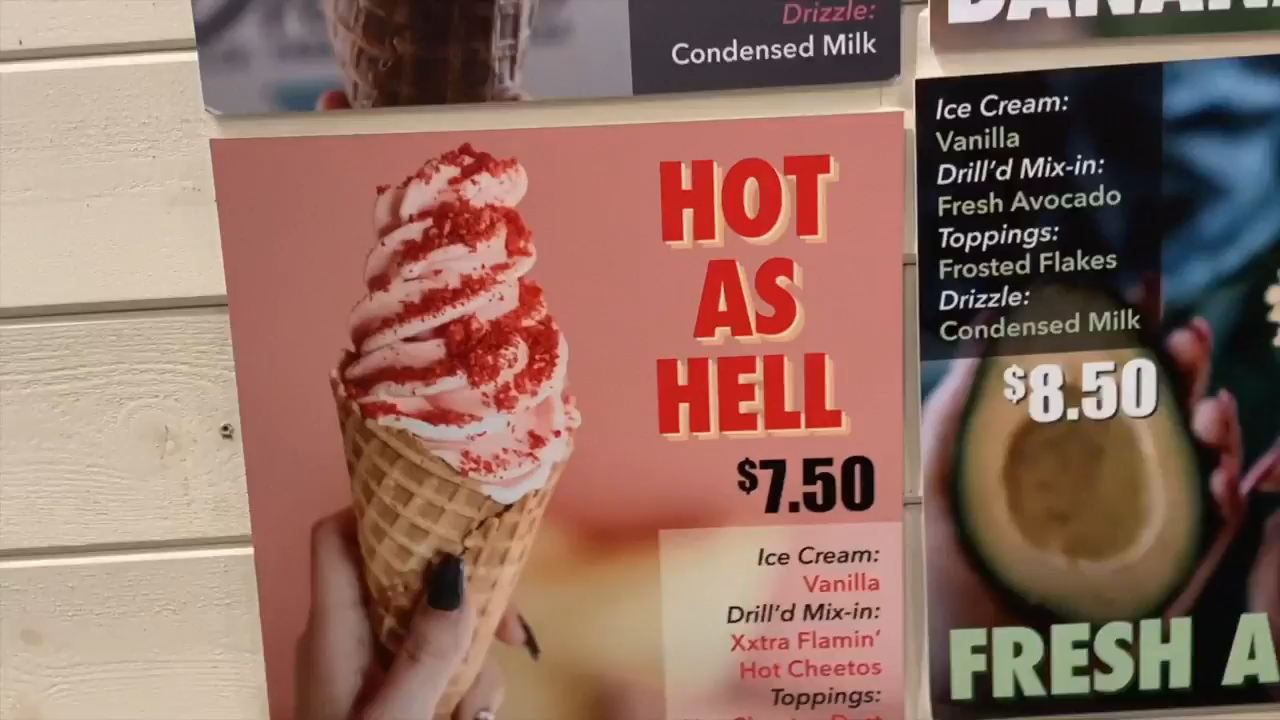 Drizzle:
Condensed Milk
HOT
AS
HELL
$7.50
Ice Cream:
Vanilla
Drill'd Mix-in:
Xxtra Flamin'
Hot Cheetos
Toppings:
Ice Cream:
Vanilla
Drill'd Mix-in:
Fresh Avocado
Toppings:
Frosted Flakes
Drizzle:
Condensed Milk
$8.50
FRESH A